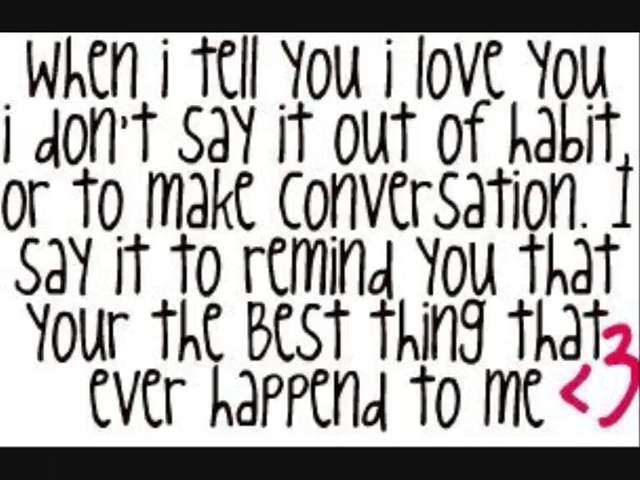 When i tell you i love you
i don't say it out of habit,
or to make conversation. I
say it to remind you that
your the Best thing that
ever happend to me <3